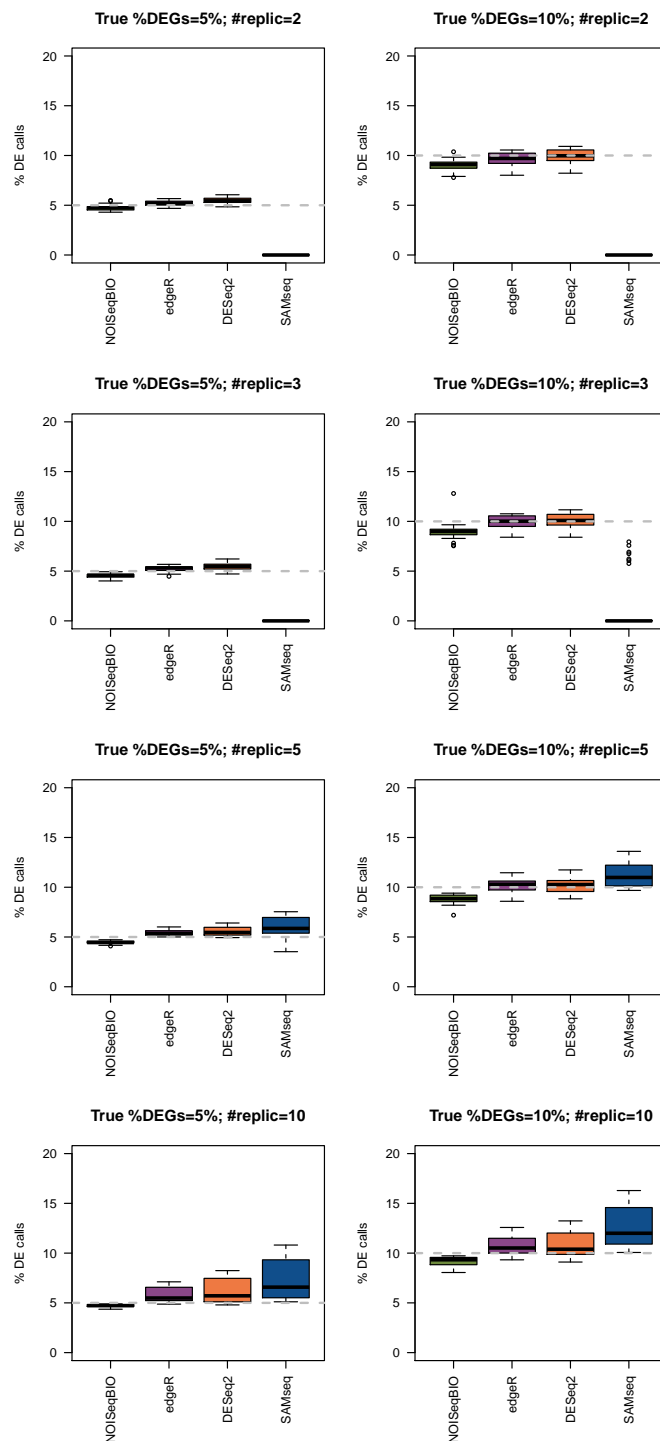 True %DEGs=5%; #replic=2
20
15
10
5
0
% DE calls
NOISeqBIO
edgeR
DESeq2
SAMseq
True %DEGs=10%; #replic=2
20
15
10
5
0
% DE calls
NOISeqBIO
edgeR
DESeq2
SAMseq
True %DEGs=5%; #replic=3
20
15
10
5
0
% DE calls
NOISeqBIO
edgeR
DESeq2
SAMseq
True %DEGs=10%; #replic=3
20
15
10
5
0
% DE calls
NOISeqBIO
edgeR
DESeq2
SAMseq
True %DEGs=5%; #replic=5
20
15
10
5
0
% DE calls
NOISeqBIO
edgeR
DESeq2
SAMseq
True %DEGs=10%; #replic=5
20
15
10
5
0
% DE calls
NOISeqBIO
edgeR
DESeq2
SAMseq
True %DEGs=5%; #replic=10
20
15
10
5
0
% DE calls
NOISeqBIO
edgeR
DESeq2
SAMseq
True %DEGs=10%; #replic=10
20
15
10
5
0
% DE calls
NOISeqBIO
edgeR
DESeq2
SAMseq